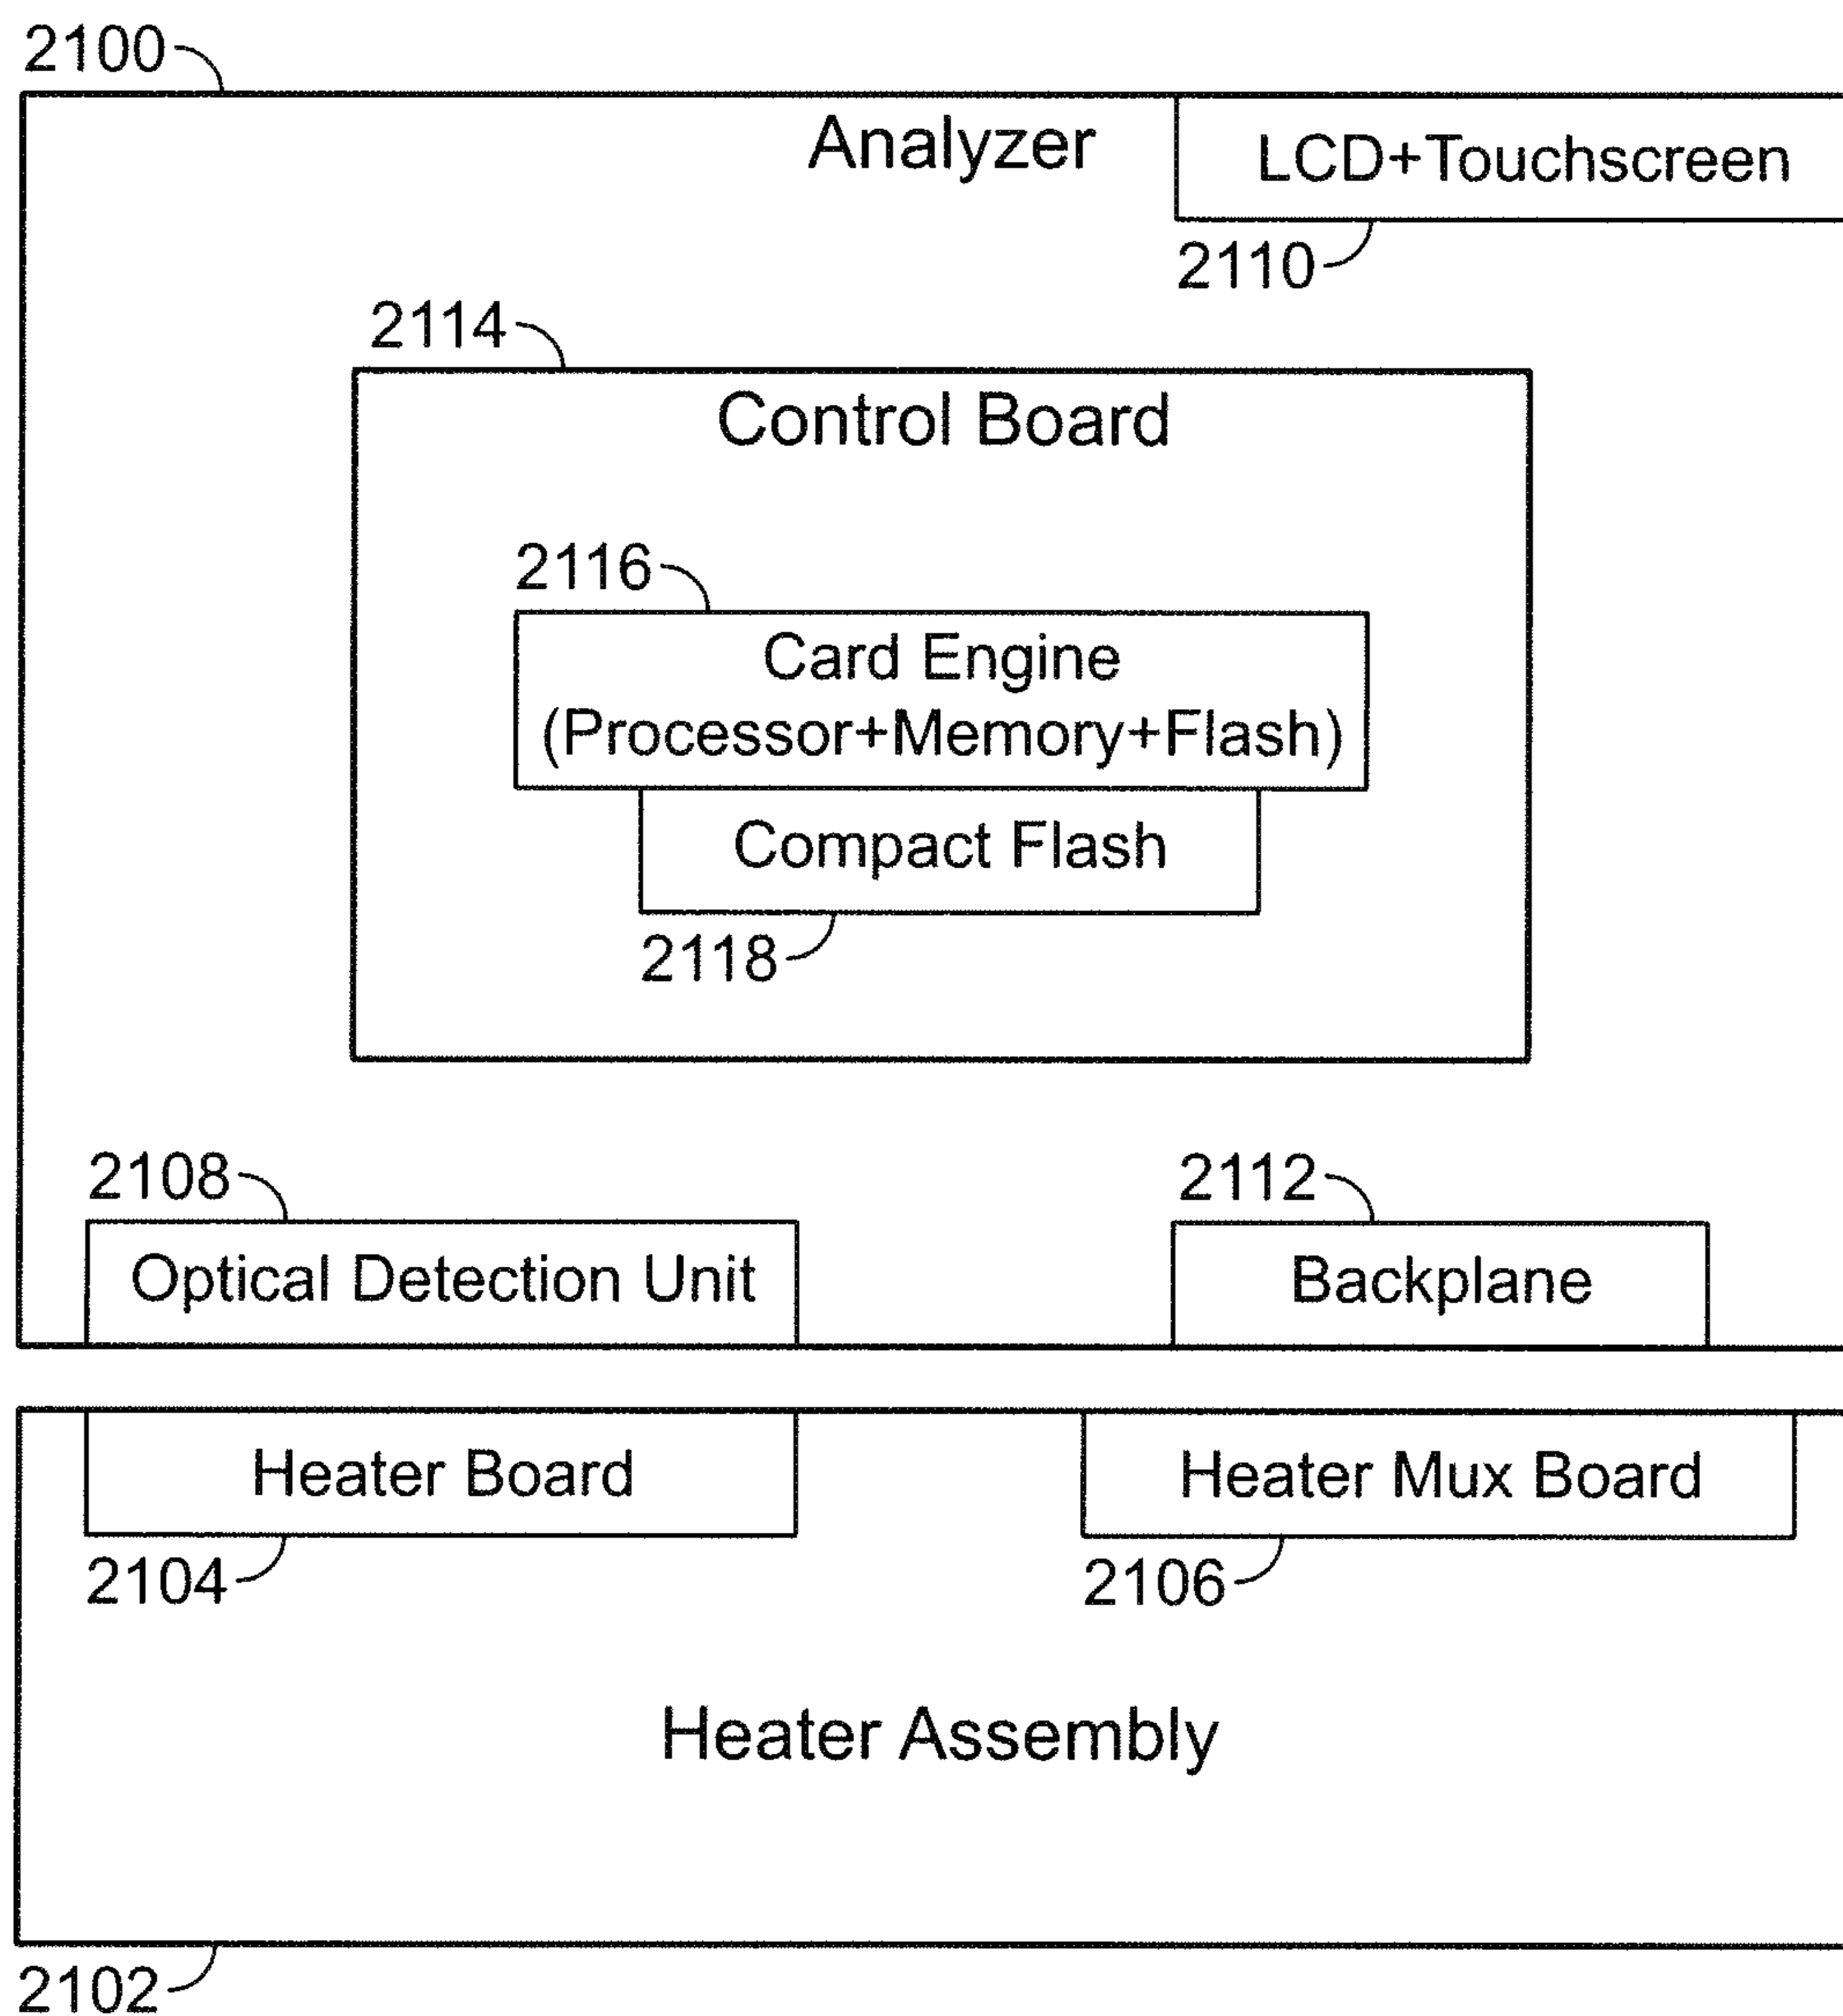 2100
Analyzer
LCD+Touchscreen
2110
2114
Control Board
2116
Card Engine
(Processor+Memory+Flash)
Compact Flash
2118
2108
2112
Optical Detection Unit
Backplane
Heater Board
Heater Mux Board
2104
2106
Heater Assembly
2102